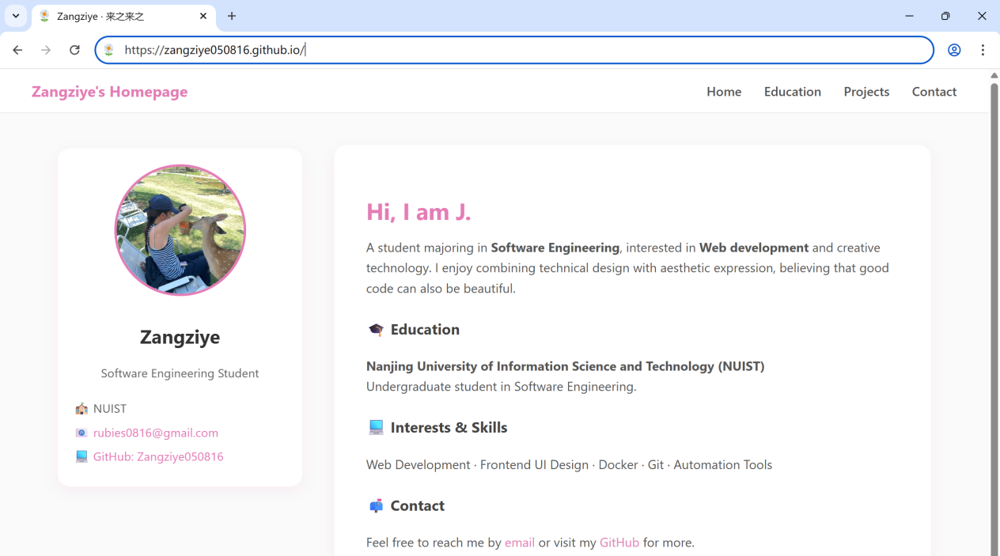 Zangziye · 来之来之
https://zangziye050816.github.io/
Zangziye's Homepage
Home Education Projects Contact
Zangziye
Software Engineering Student
NUIST
rubies0816@gmail.com
GitHub: Zangziye050816
Hi, I am J.
A student majoring in Software Engineering, interested in Web development and creative
technology. I enjoy combining technical design with aesthetic expression, believing that good
code can also be beautiful.
Education
Nanjing University of Information Science and Technology (NUIST)
Undergraduate student in Software Engineering.
Interests & Skills
Web Development · Frontend UI Design · Docker · Git · Automation Tools
Contact
Feel free to reach me by email or visit my GitHub for more.